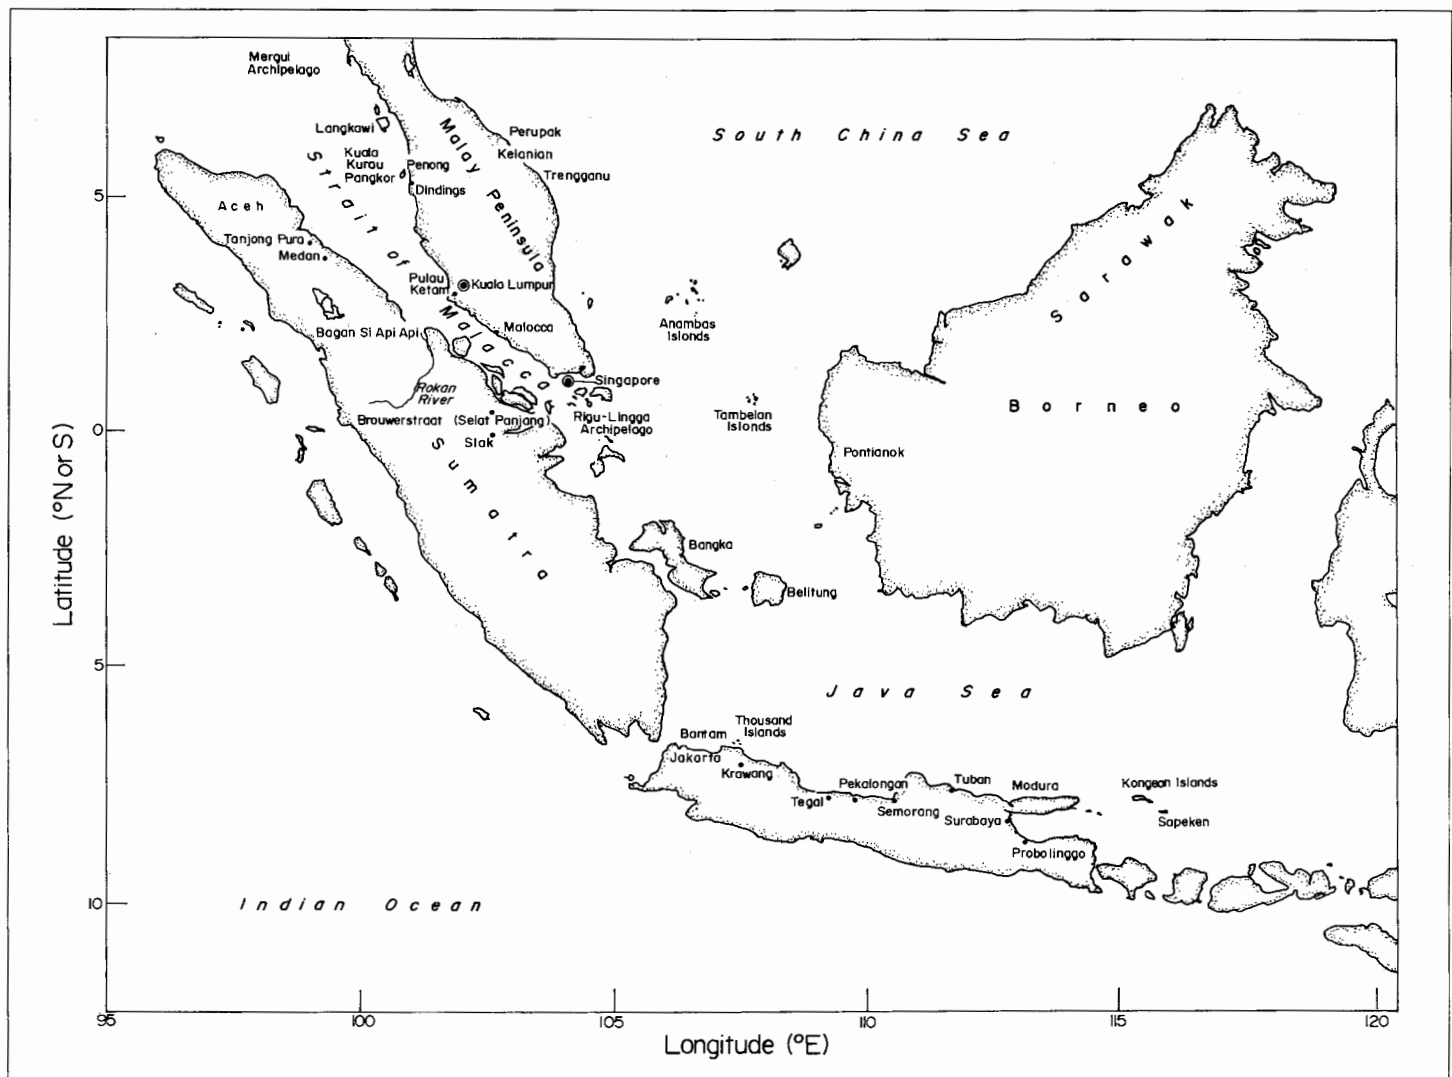 Mergui
Archipelago
Langkawi
Kuala
Kurau
Pangkor
Penong
Dindings
Perupak
Kelanian
Trengganu
Malay Peninsula
South China Sea
Strait of Malacca
Aceh
Tanjong Pura
Medan
Pulau
Ketam
Kuala Lumpur
Malocca
Bagan Si Api Api
Rokan
River
Singapore
Brouwerstraat (Selat Panjang)
Siak
Rigu-Lingga
Archipelago
Anambas
Islands
Tambelan
Islands
Sarawak
Borneo
Pontianok
Sumatra
Bangka
Belitung
Java Sea
Thousand
Islands
Bantam
Jakarta
Krawang
Tegal
Pekalongan
Semarang
Tuban
Modura
Surabaya
Probolinggo
Kongean Islands
Sapeken
Indian Ocean
5
0
5
10
Latitude (°N or S)
95
100
105
110
115
120
Longitude (°E)